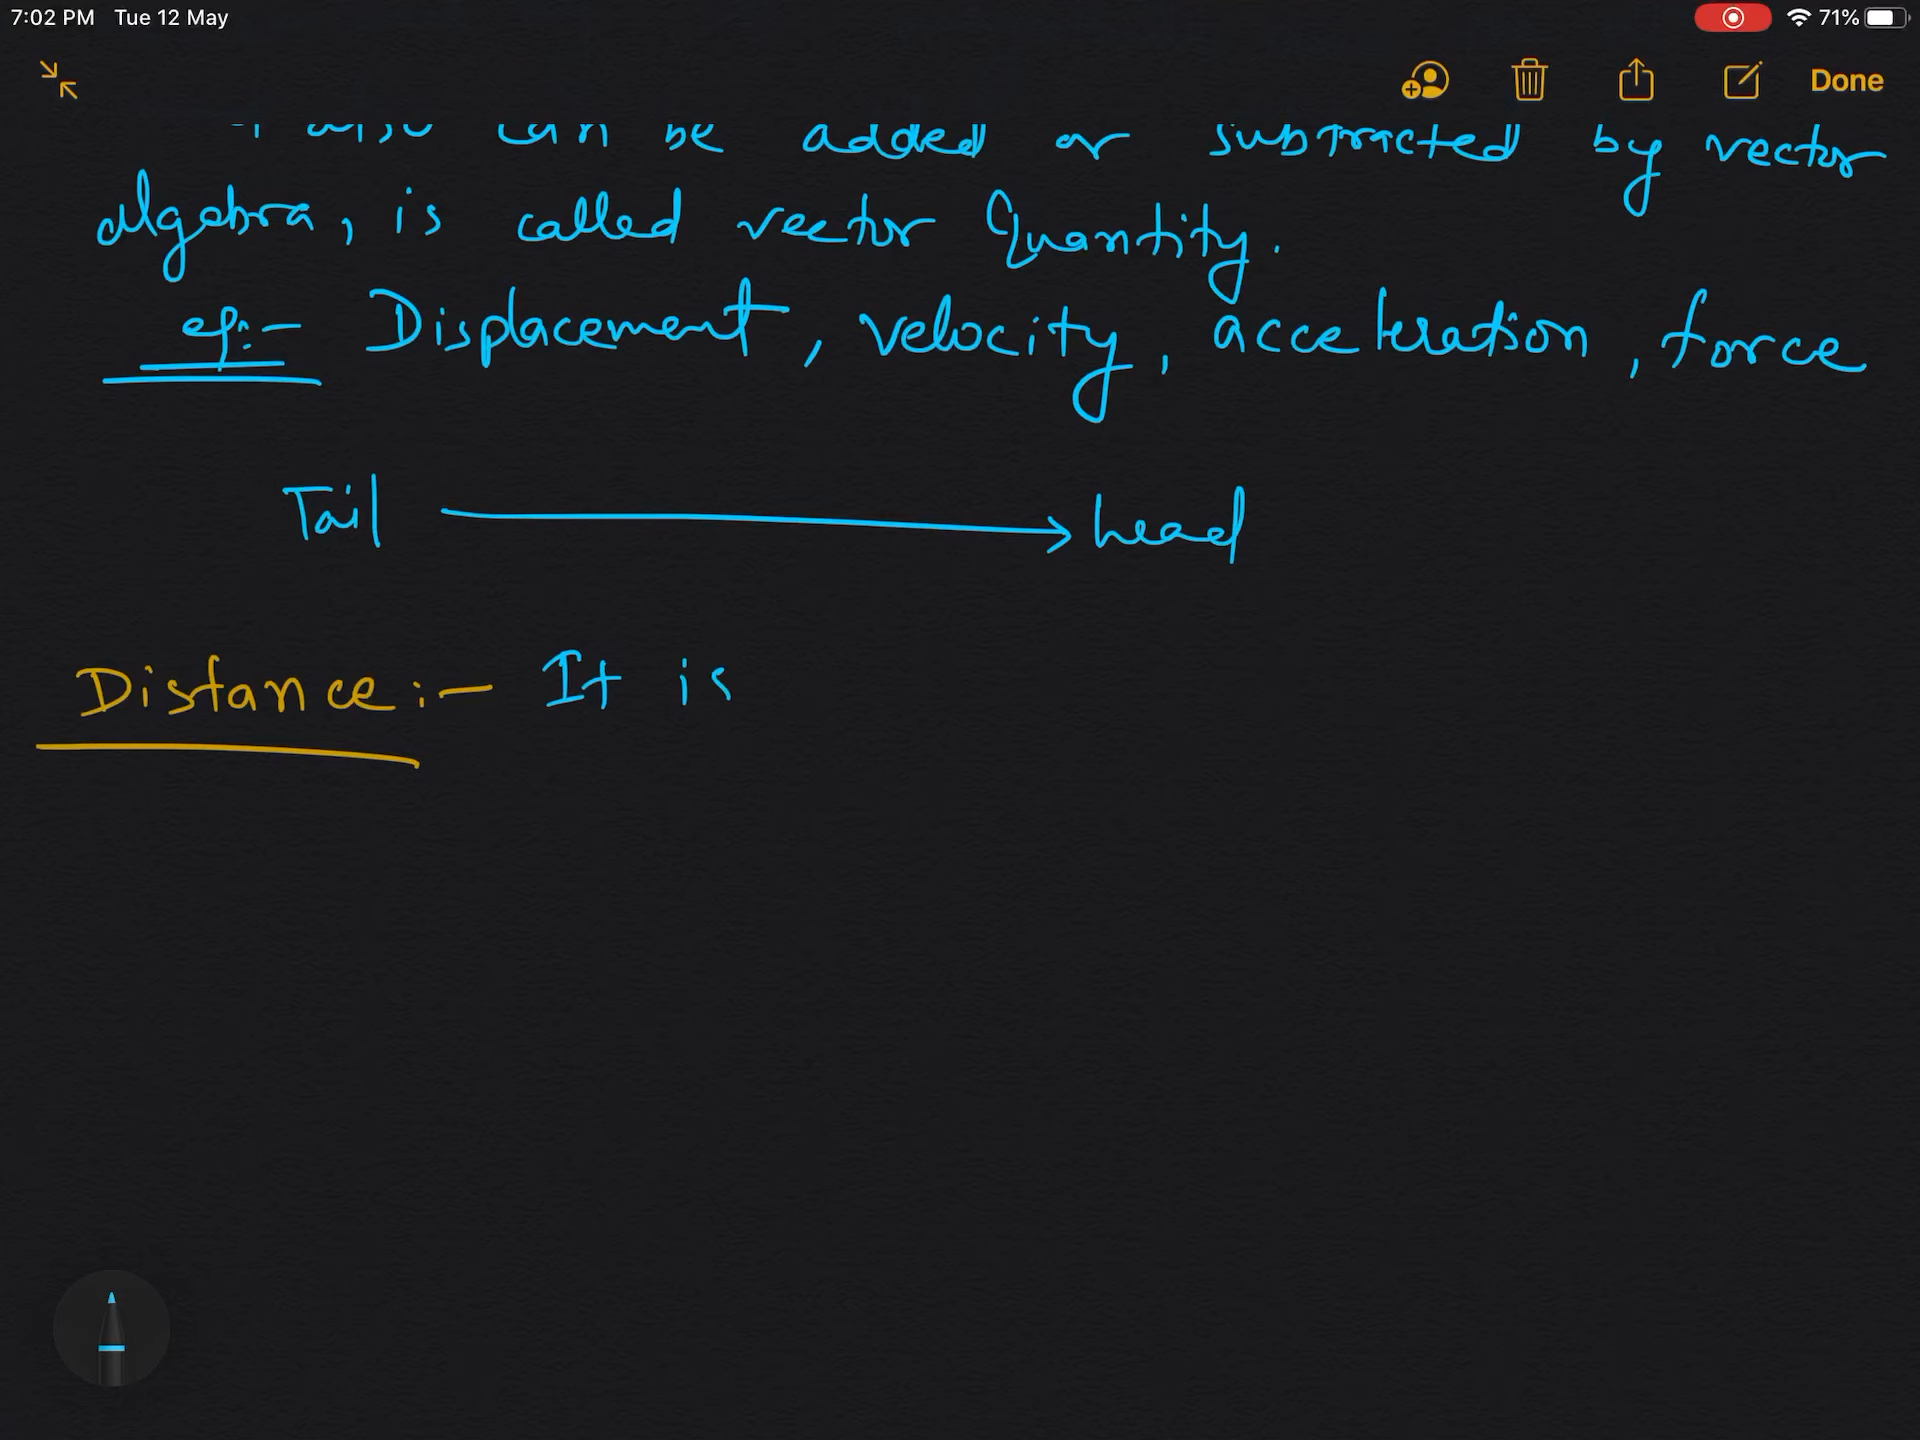 7:02 PM Tue 12 May 71%
Done
also can be added or subtracted by vector
algebra, is called vector Quantity.
eg:- Displacement, velocity, acceleration, force
Tail head
Distance:- It is